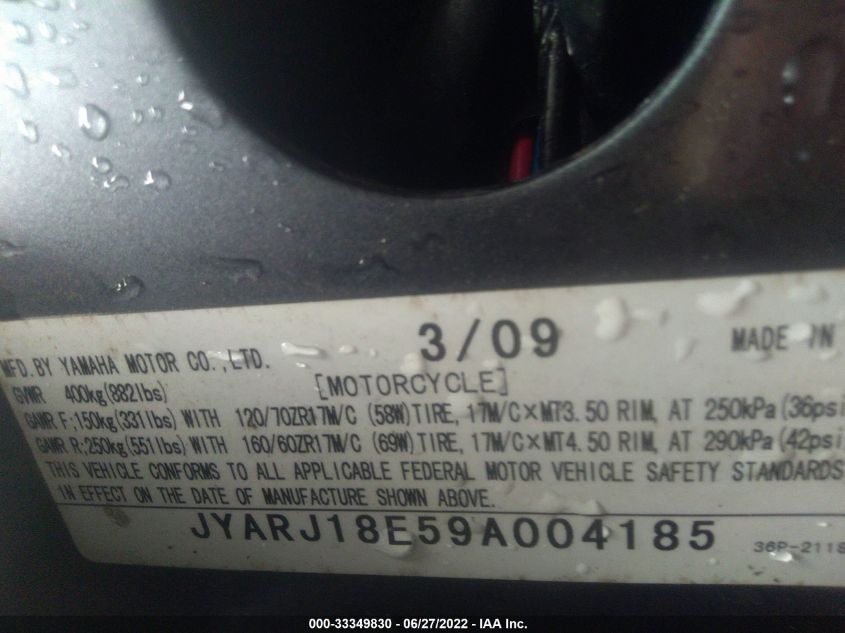 3/09
MADE IN
MFD. BY YAMAHA MOTOR CO., LTD.
GVWR 400kg(882lbs) [MOTORCYCLE]
GAWR F:150kg(331lbs) WITH 120/70ZR17M/C (58W)TIRE, 17M/C×MT3.50 RIM, AT 250kPa(36psi
GAWR R:250kg(551lbs) WITH 160/60ZR17M/C (69W)TIRE, 17M/C×MT4.50 RIM, AT 290kPa(42psi
THIS VEHICLE CONFORMS TO ALL APPLICABLE FEDERAL MOTOR VEHICLE SAFETY STANDARDS
IN EFFECT ON THE DATE OF MANUFACTURE SHOWN ABOVE.
JYARJ18E59A004185
36P-2118
000-33349830 - 06/27/2022 - IAA Inc.